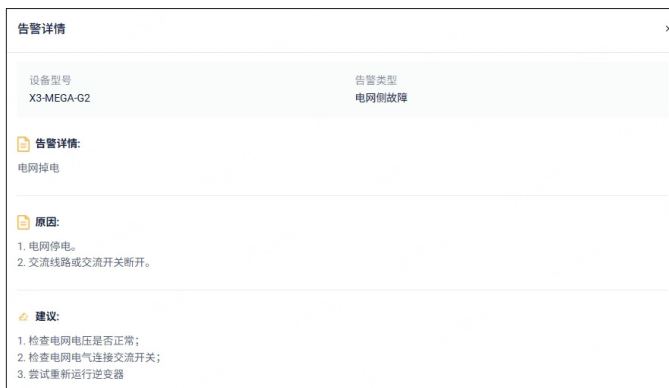 告警详情
设备型号 告警类型
X3-MEGA-G2 电网侧故障
告警详情:
电网掉电
原因:
1. 电网停电。
2. 交流线路或交流开关断开。
建议:
1. 检查电网电压是否正常；
2. 检查电网电气连接交流开关；
3. 尝试重新运行逆变器